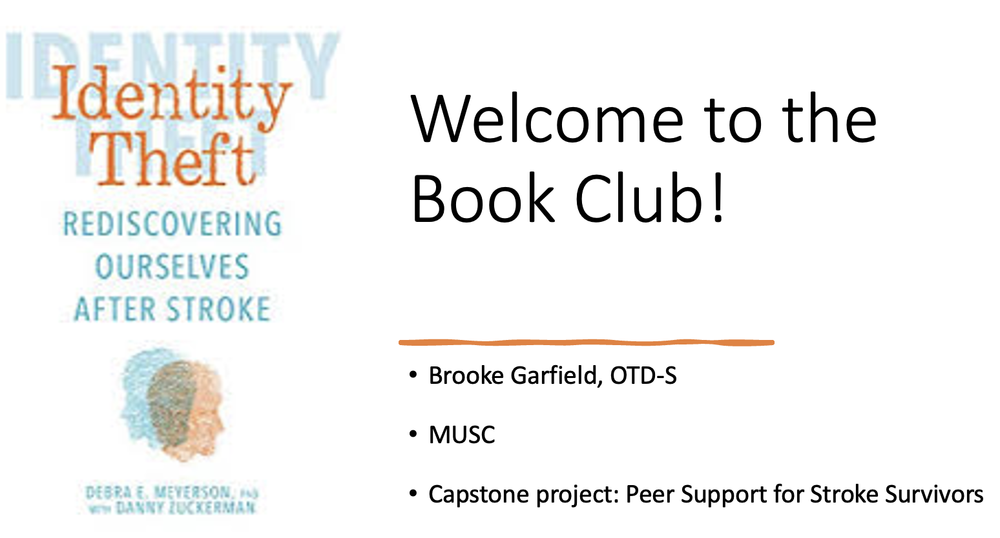 IDENTITY
THEFT
Identity
Theft
REDISCOVERING
OURSELVES
AFTER STROKE
DEBRA E. MEYERSON, PhD
WITH DANNY ZUCKERMAN
Welcome to the
Book Club!
• Brooke Garfield, OTD-S
• MUSC
• Capstone project: Peer Support for Stroke Survivors